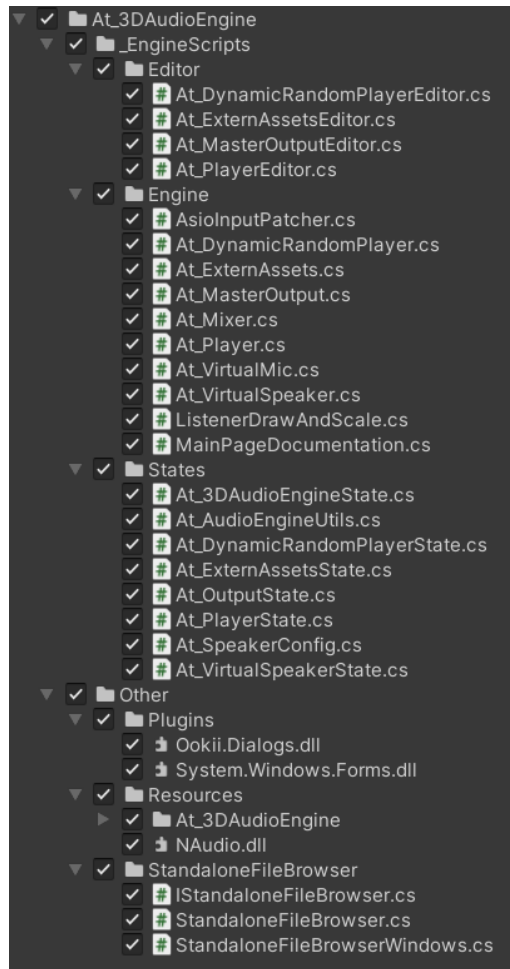 At_3DAudioEngine
_EngineScripts
Editor
At_DynamicRandomPlayerEditor.cs
At_ExternAssetsEditor.cs
At_MasterOutputEditor.cs
At_PlayerEditor.cs
Engine
AsioInputPatcher.cs
At_DynamicRandomPlayer.cs
At_ExternAssets.cs
At_MasterOutput.cs
At_Mixer.cs
At_Player.cs
At_VirtualMic.cs
At_VirtualSpeaker.cs
ListenerDrawAndScale.cs
MainPageDocumentation.cs
States
At_3DAudioEngineState.cs
At_AudioEngineUtils.cs
At_DynamicRandomPlayerState.cs
At_ExternAssetsState.cs
At_OutputState.cs
At_PlayerState.cs
At_SpeakerConfig.cs
At_VirtualSpeakerState.cs
Other
Plugins
Ookii.Dialogs.dll
System.Windows.Forms.dll
Resources
At_3DAudioEngine
NAudio.dll
StandaloneFileBrowser
IStandaloneFileBrowser.cs
StandaloneFileBrowser.cs
StandaloneFileBrowserWindows.cs